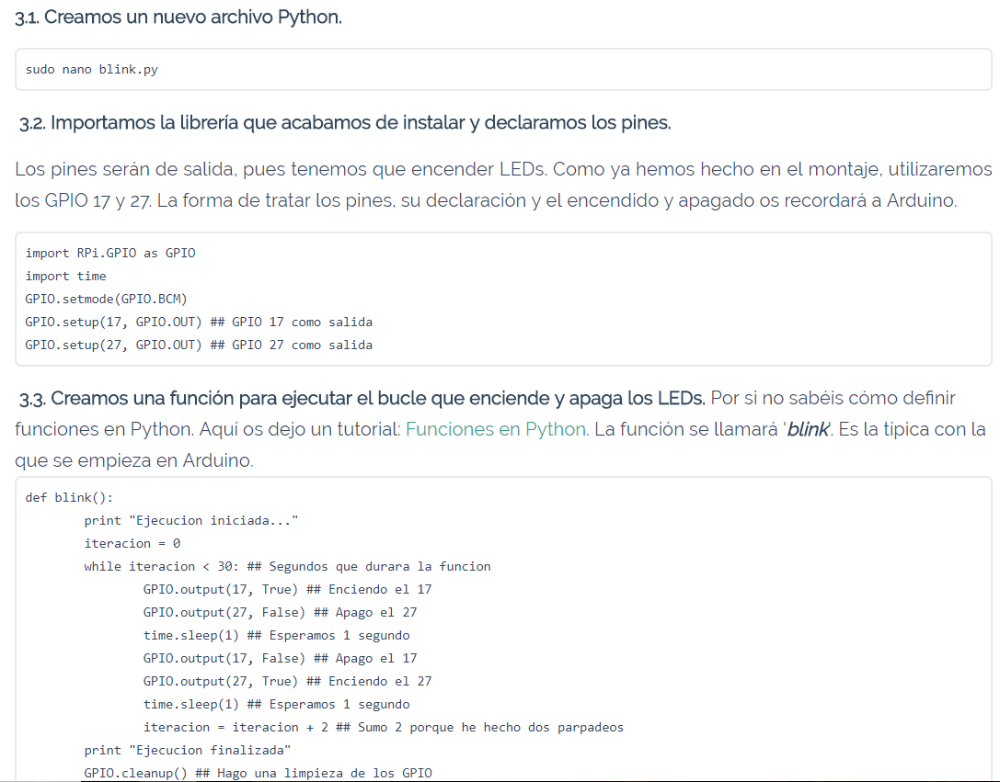 3.1. Creamos un nuevo archivo Python.
sudo nano blink.py
3.2. Importamos la librería que acabamos de instalar y declaramos los pines.
Los pines serán de salida, pues tenemos que encender LEDs. Como ya hemos hecho en el montaje, utilizaremos
los GPIO 17 y 27. La forma de tratar los pines, su declaración y el encendido y apagado os recordará a Arduino.
import RPi.GPIO as GPIO
import time
GPIO.setmode(GPIO.BCM)
GPIO.setup(17, GPIO.OUT) ## GPIO 17 como salida
GPIO.setup(27, GPIO.OUT) ## GPIO 27 como salida
3.3. Creamos una función para ejecutar el bucle que enciende y apaga los LEDs. Por si no sabéis cómo definir
funciones en Python. Aquí os dejo un tutorial: Funciones en Python. La función se llamará 'blink'. Es la típica con la
que se empieza en Arduino.
def blink():
        print "Ejecucion iniciada..."
        iteracion = 0
        while iteracion < 30: ## Segundos que durara la funcion
                GPIO.output(17, True) ## Enciendo el 17
                GPIO.output(27, False) ## Apago el 27
                time.sleep(1) ## Esperamos 1 segundo
                GPIO.output(17, False) ## Apago el 17
                GPIO.output(27, True) ## Enciendo el 27
                time.sleep(1) ## Esperamos 1 segundo
                iteracion = iteracion + 2 ## Sumo 2 porque he hecho dos parpadeos
        print "Ejecucion finalizada"
        GPIO.cleanup() ## Hago una limpieza de los GPIO